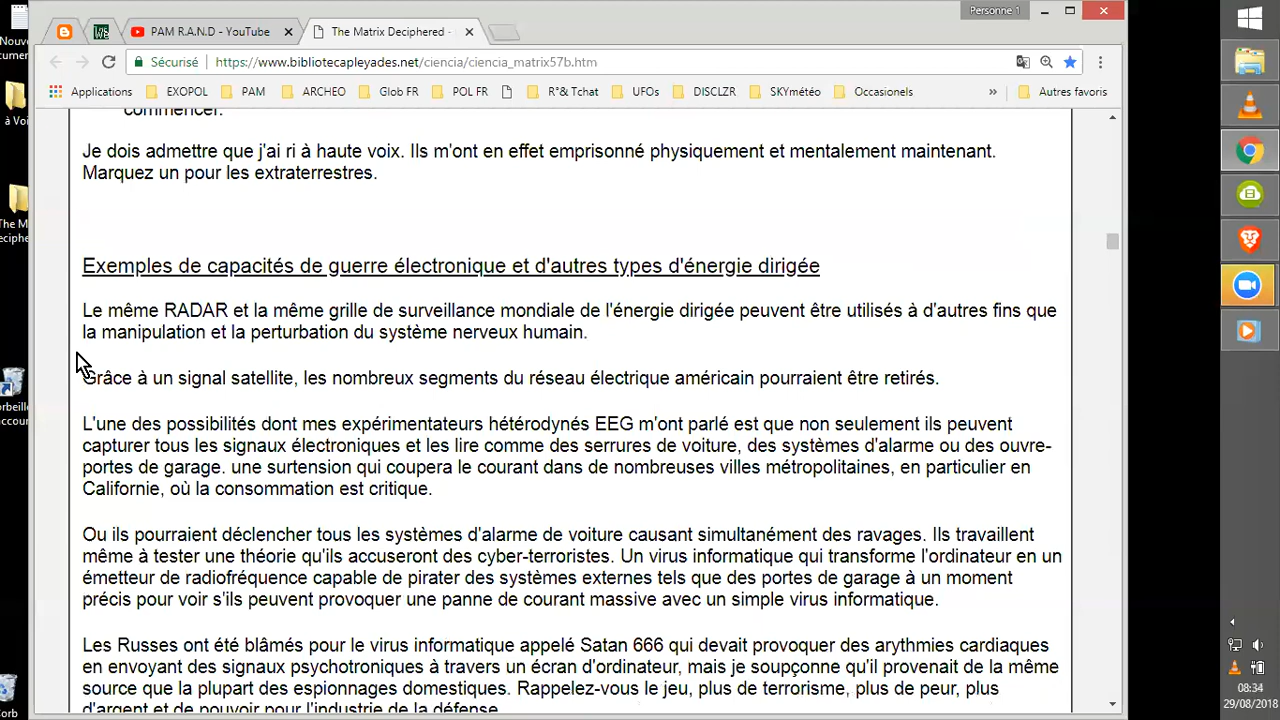 Personne 1
PAM R.A.N.D - YouTube
The Matrix Deciphered -
Sécurisé
https://www.bibliotecapleyades.net/ciencia/ciencia_matrix57b.htm
Applications
EXOPOL
PAM
ARCHEO
Glob FR
POL FR
R°& Tchat
UFOs
DISCLZR
SKYmétéo
Occasionels
»
Autres favoris
commencer.
Je dois admettre que j'ai ri à haute voix. Ils m'ont en effet emprisonné physiquement et mentalement maintenant.
Marquez un pour les extraterrestres.
Exemples de capacités de guerre électronique et d'autres types d'énergie dirigée
Le même RADAR et la même grille de surveillance mondiale de l'énergie dirigée peuvent être utilisés à d'autres fins que
la manipulation et la perturbation du système nerveux humain.
Grâce à un signal satellite, les nombreux segments du réseau électrique américain pourraient être retirés.
L'une des possibilités dont mes expérimentateurs hétérodynés EEG m'ont parlé est que non seulement ils peuvent
capturer tous les signaux électroniques et les lire comme des serrures de voiture, des systèmes d'alarme ou des ouvre-
portes de garage. une surtension qui coupera le courant dans de nombreuses villes métropolitaines, en particulier en
Californie, où la consommation est critique.
Ou ils pourraient déclencher tous les systèmes d'alarme de voiture causant simultanément des ravages. Ils travaillent
même à tester une théorie qu'ils accuseront des cyber-terroristes. Un virus informatique qui transforme l'ordinateur en un
émetteur de radiofréquence capable de pirater des systèmes externes tels que des portes de garage à un moment
précis pour voir s'ils peuvent provoquer une panne de courant massive avec un simple virus informatique.
Les Russes ont été blâmés pour le virus informatique appelé Satan 666 qui devait provoquer des arythmies cardiaques
en envoyant des signaux psychotroniques à travers un écran d'ordinateur, mais je soupçonne qu'il provenait de la même
source que la plupart des espionnages domestiques. Rappelez-vous le jeu, plus de terrorisme, plus de peur, plus
d'argent et de pouvoir pour l'industrie de la défense.
08:34
29/08/2018